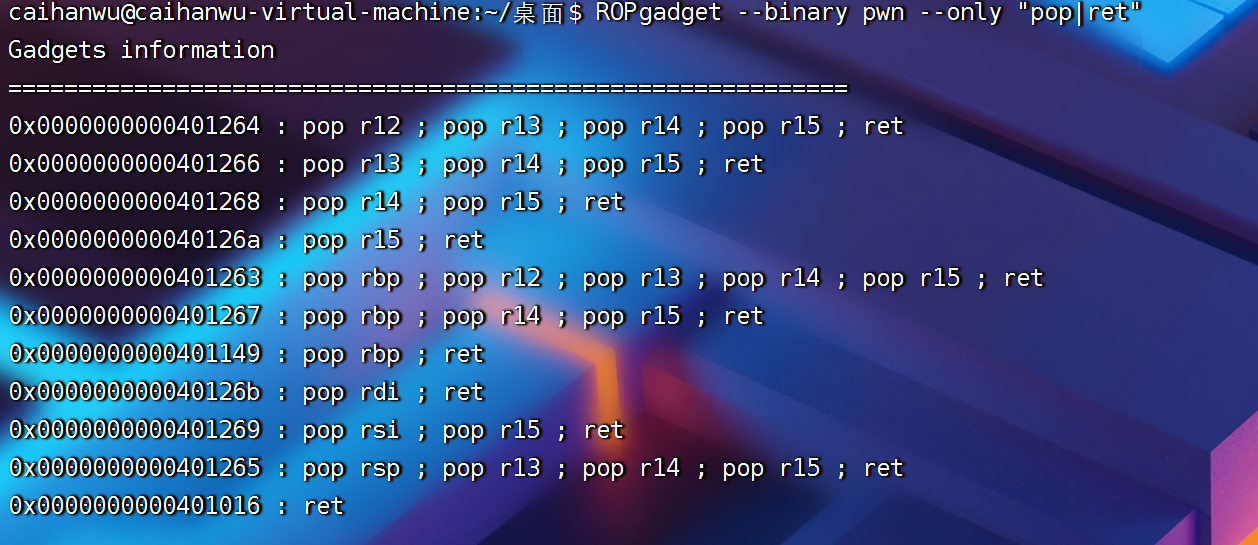 caihanwu@caihanwu-virtual-machine:~/桌面$ ROPgadget --binary pwn --only "pop|ret"
Gadgets information
============================================================
0x0000000000401264 : pop r12 ; pop r13 ; pop r14 ; pop r15 ; ret
0x0000000000401266 : pop r13 ; pop r14 ; pop r15 ; ret
0x0000000000401268 : pop r14 ; pop r15 ; ret
0x000000000040126a : pop r15 ; ret
0x0000000000401263 : pop rbp ; pop r12 ; pop r13 ; pop r14 ; pop r15 ; ret
0x0000000000401267 : pop rbp ; pop r14 ; pop r15 ; ret
0x0000000000401149 : pop rbp ; ret
0x000000000040126b : pop rdi ; ret
0x0000000000401269 : pop rsi ; pop r15 ; ret
0x0000000000401265 : pop rsp ; pop r13 ; pop r14 ; pop r15 ; ret
0x0000000000401016 : ret